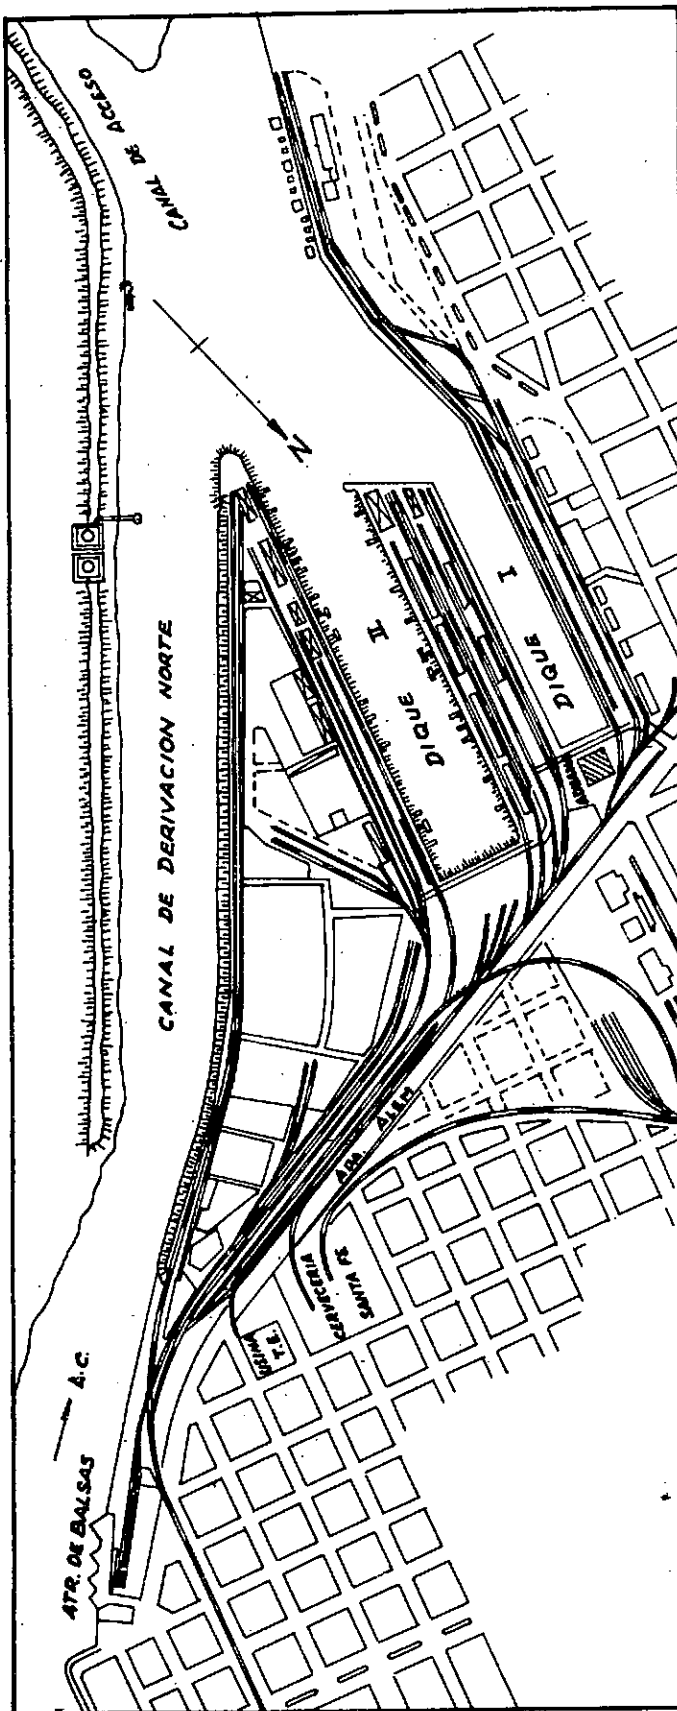 CANAL DE ACCESO
N
CANAL DE DERIVACION NORTE
DIQUE II
DIQUE I
ADUANA
ADA. ALEM
CERVECERIA
SANTA FE
USINA
T.E.
A.C.
ATR. DE BALSAS